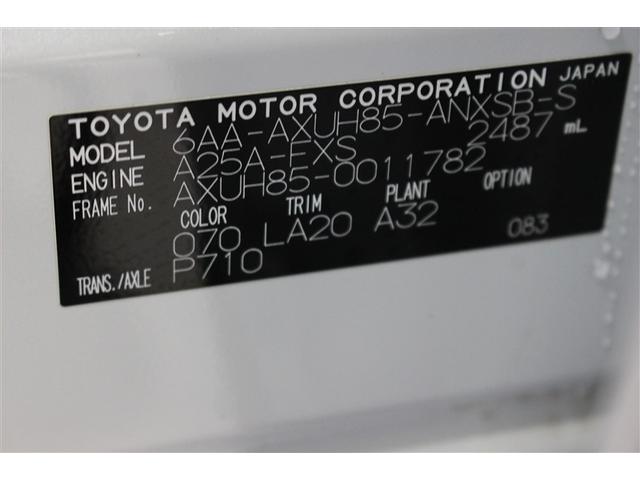 TOYOTA MOTOR CORPORATION JAPAN
MODEL 6AA-AXUH85-ANXSB-S
ENGINE A25A-FXS 2487 mL
FRAME No. AXUH85-0011782
COLOR TRIM PLANT OPTION
070 LA20 A32 083
TRANS./AXLE P710